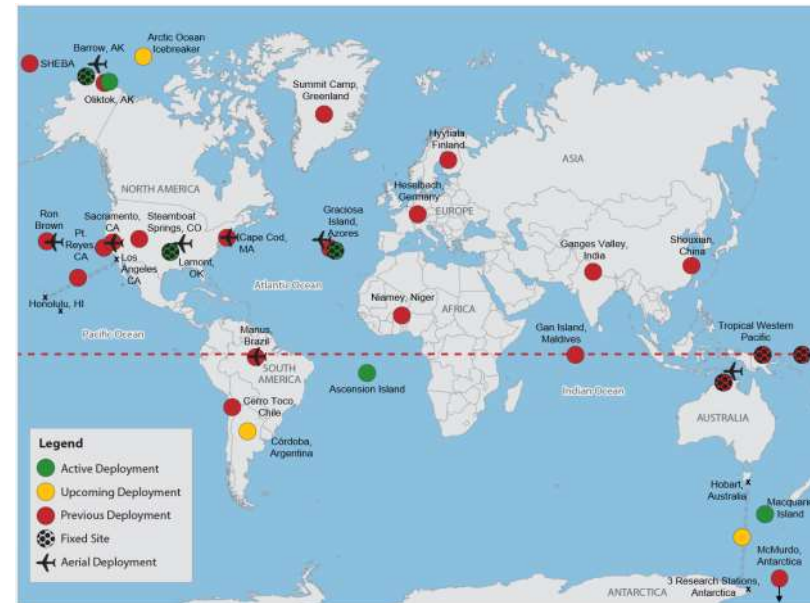 Arctic Ocean
Icebreaker
Barrow, AK
SHEBA
Oliktok, AK
Summit Camp,
Greenland
Hyytiala,
Finland
ASIA
NORTH AMERICA
Heselbach,
Germany
EUROPE
Ron
Brown
Pt.
Reyes,
CA
Sacramento,
CA
Steamboat
Springs, CO
Cape Cod,
MA
Graciosa
Island,
Azores
Los
Angeles
CA
Lamont,
OK
Ganges Valley,
India
Shouxian,
China
Atlantic Ocean
Honolulu, HI
Niamey, Niger
AFRICA
Pacific Ocean
Manus,
Brazil
Gan Island,
Maldives
Tropical Western
Pacific
SOUTH
AMERICA
Ascension Island
Indian Ocean
Cerro Toco,
Chile
AUSTRALIA
Córdoba,
Argentina
Legend
Active Deployment
Upcoming Deployment
Previous Deployment
Fixed Site
Aerial Deployment
Hobart,
Australia
Macquarie
Island
McMurdo,
Antarctica
3 Research Stations,
Antarctica
ANTARCTICA